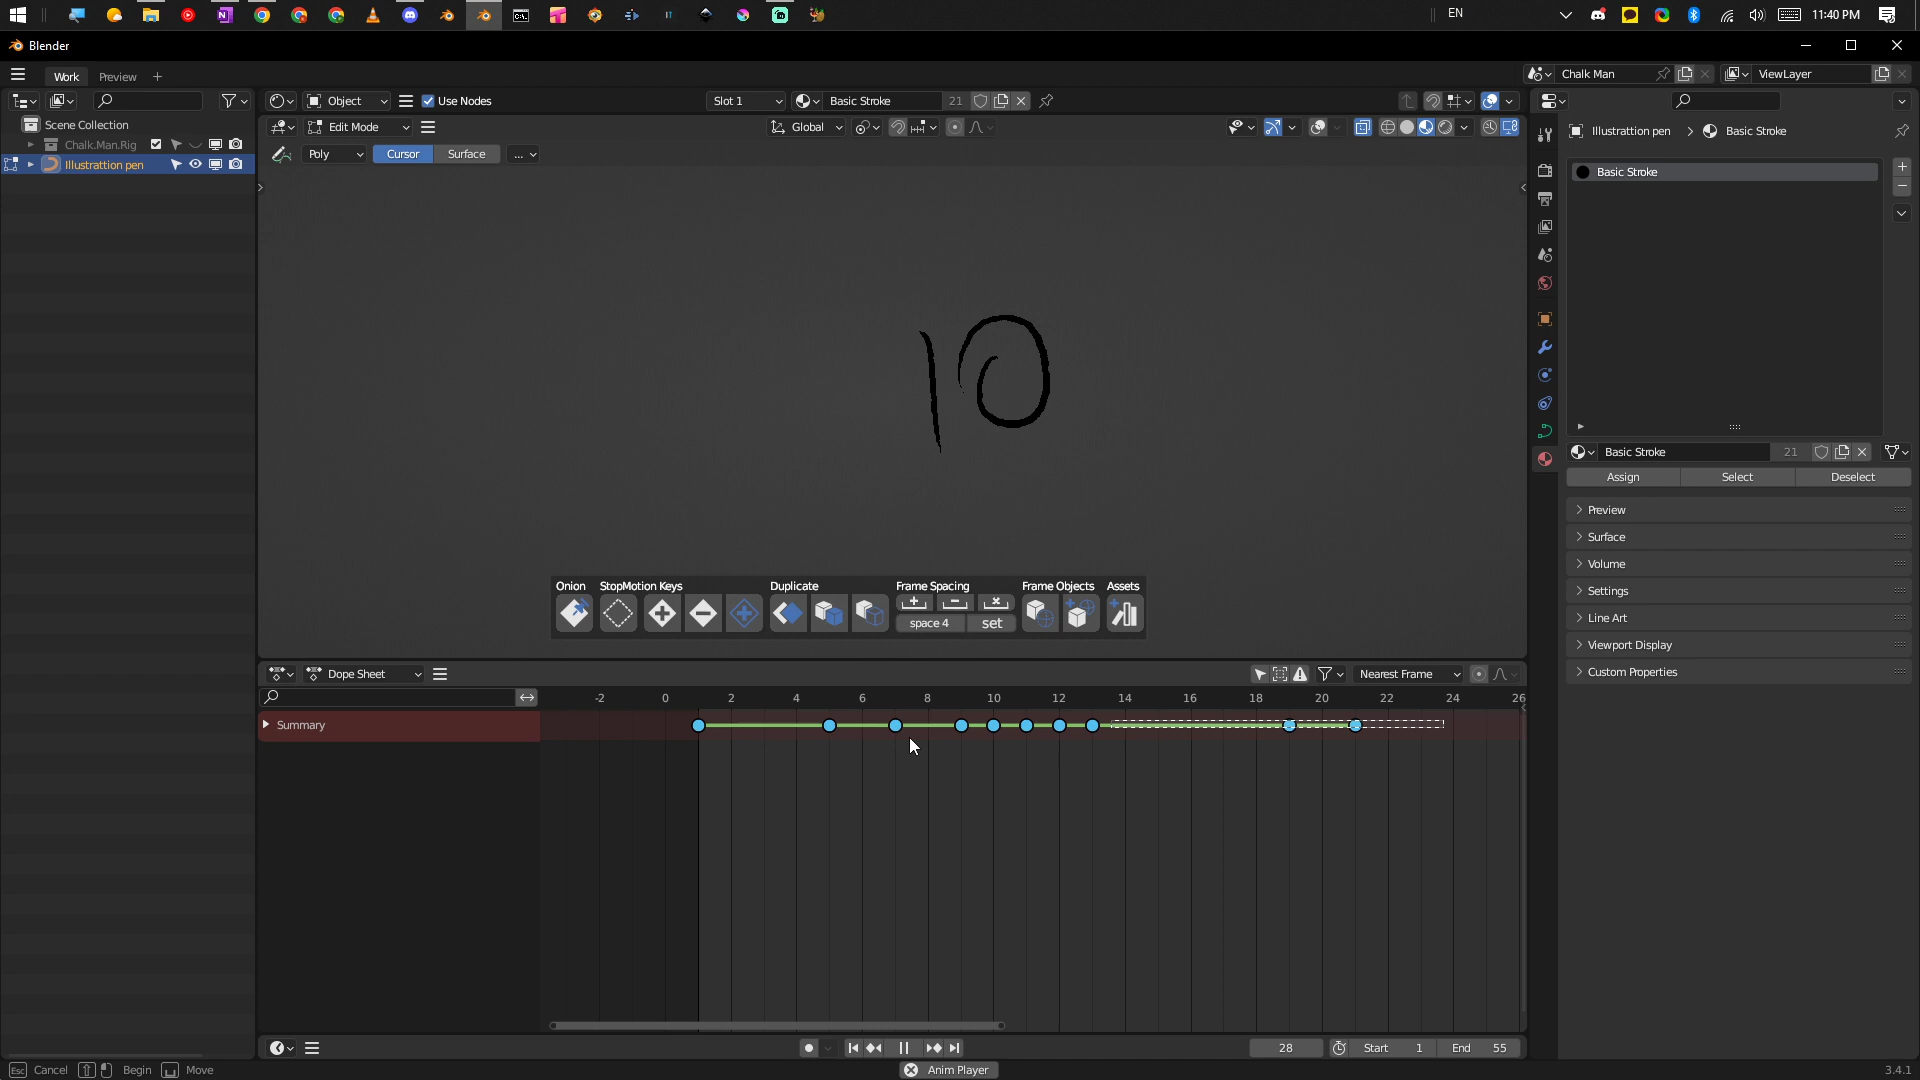 EN
11:40 PM
Blender
Work Preview +
Chalk Man
ViewLayer
Object
Use Nodes
Slot 1
Basic Stroke 21
Scene Collection
Chalk.Man.Rig
Illustrattion pen
Edit Mode
Global
Poly Cursor Surface ...
Illustrattion pen > Basic Stroke
Basic Stroke
10
Basic Stroke 21
Assign Select Deselect
Preview
Surface
Volume
Settings
Line Art
Viewport Display
Custom Properties
Onion StopMotion Keys Duplicate Frame Spacing Frame Objects Assets
space 4 set
Dope Sheet
Nearest Frame
-2 0 2 4 6 8 10 12 14 16 18 20 22 24 26
Summary
28 Start 1 End 55
Esc Cancel Begin Move
Anim Player
3.4.1